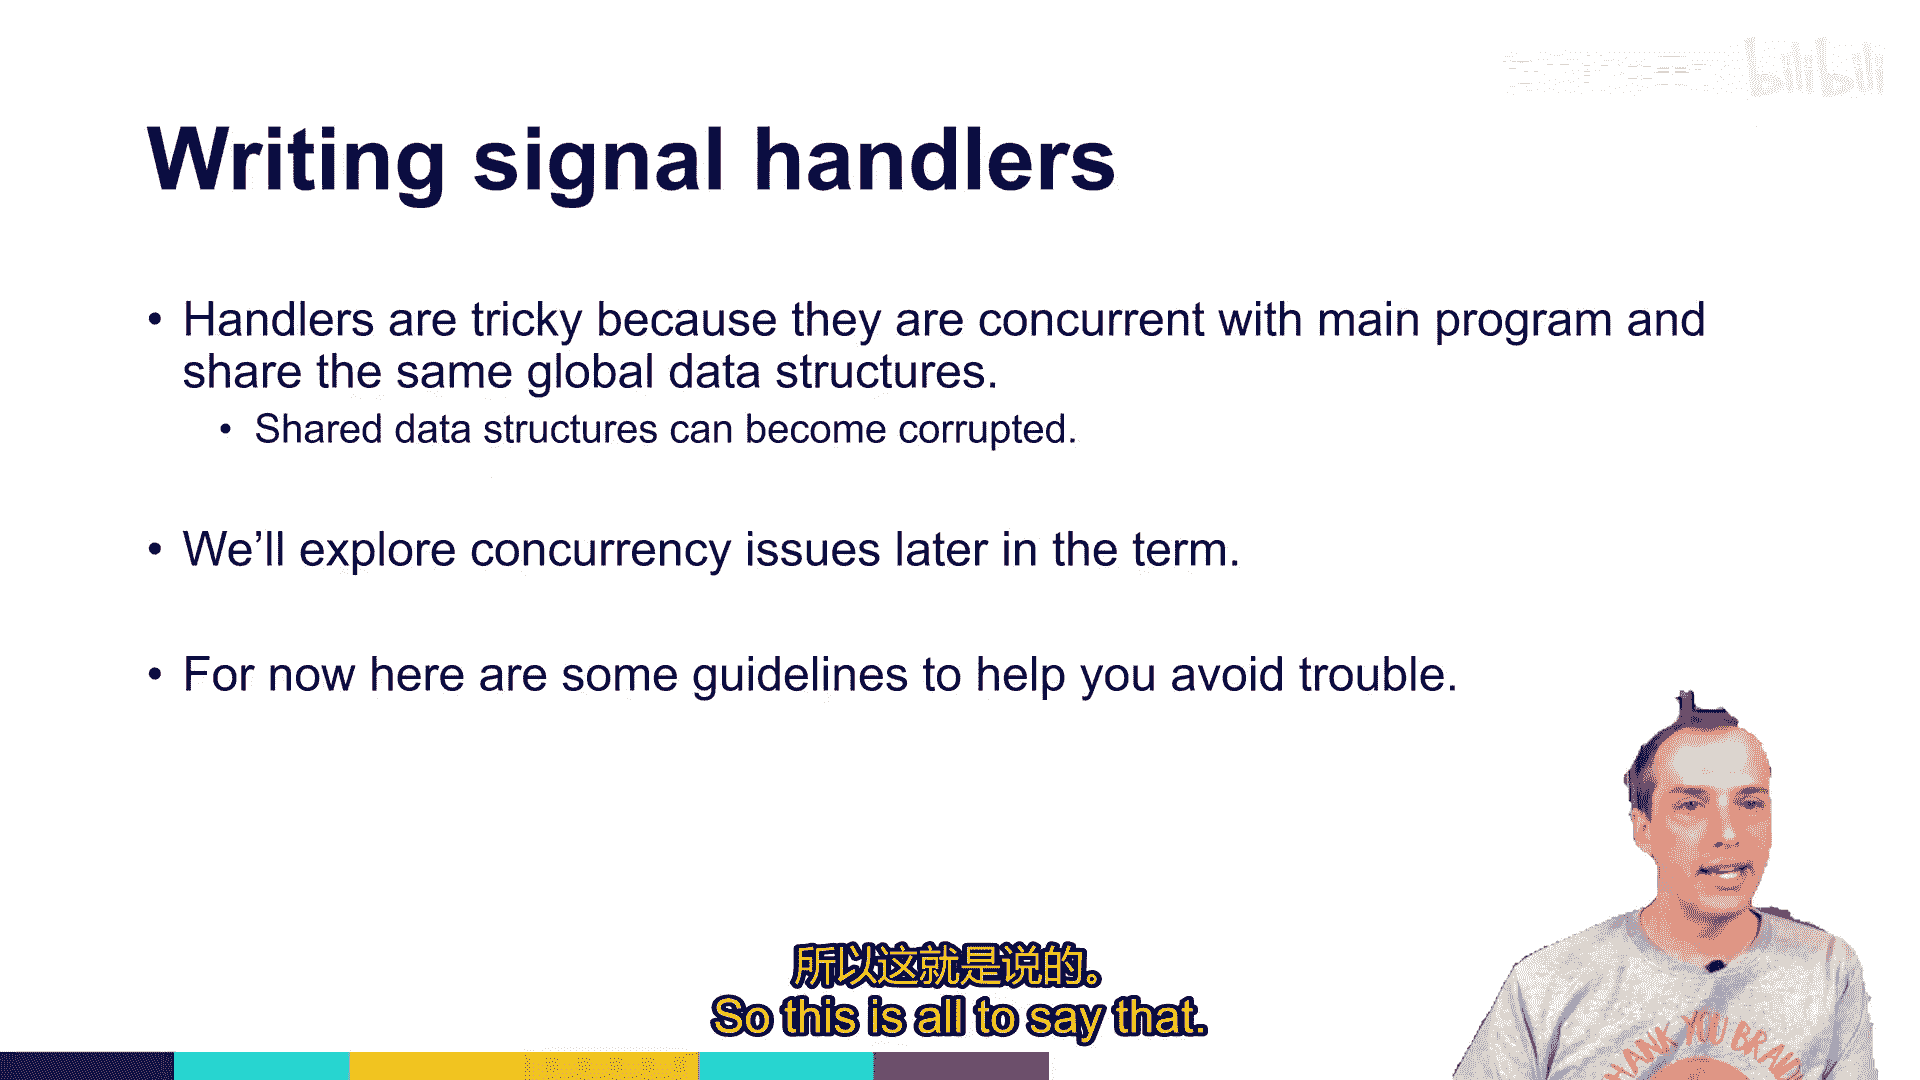 bilibili
Writing signal handlers
• Handlers are tricky because they are concurrent with main program and
share the same global data structures.
• Shared data structures can become corrupted.
• We’ll explore concurrency issues later in the term.
• For now here are some guidelines to help you avoid trouble.
所以这就是说的。
So this is all to say that.
THANK YOU